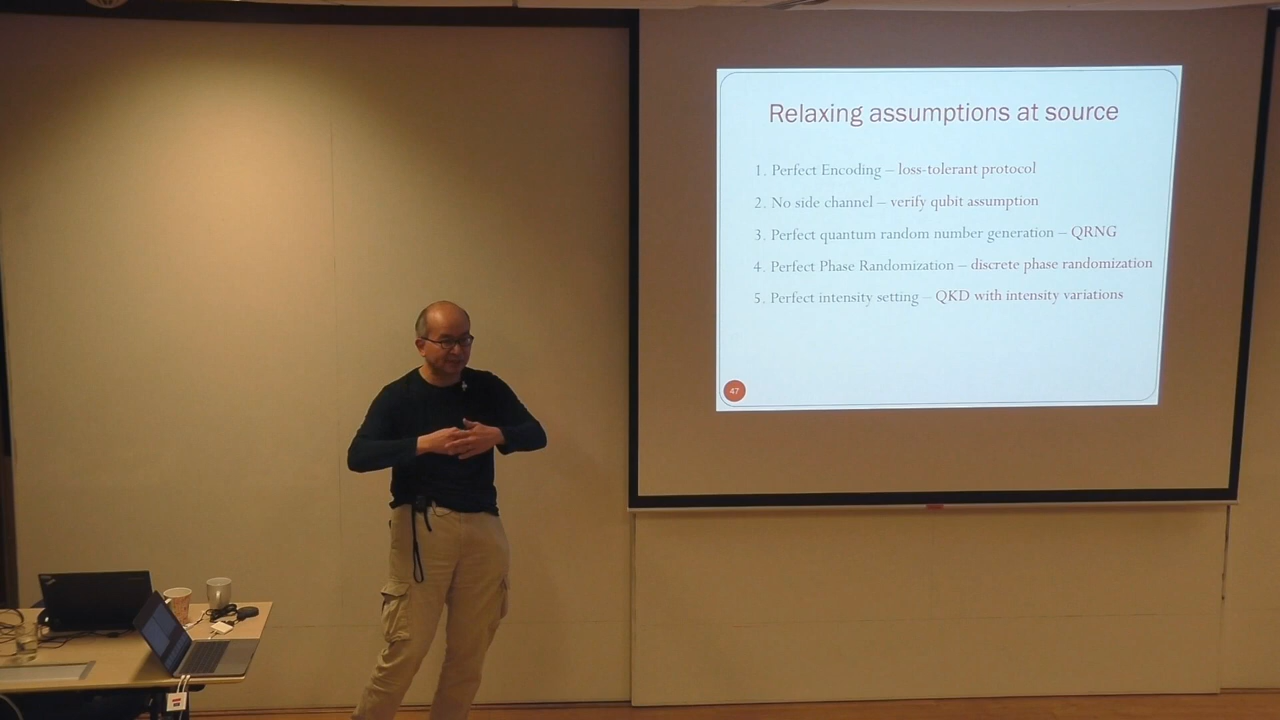 Relaxing assumptions at source
1. Perfect Encoding – loss-tolerant protocol
2. No side channel – verify qubit assumption
3. Perfect quantum random number generation – QRNG
4. Perfect Phase Randomization – discrete phase randomization
5. Perfect intensity setting – QKD with intensity variations
47